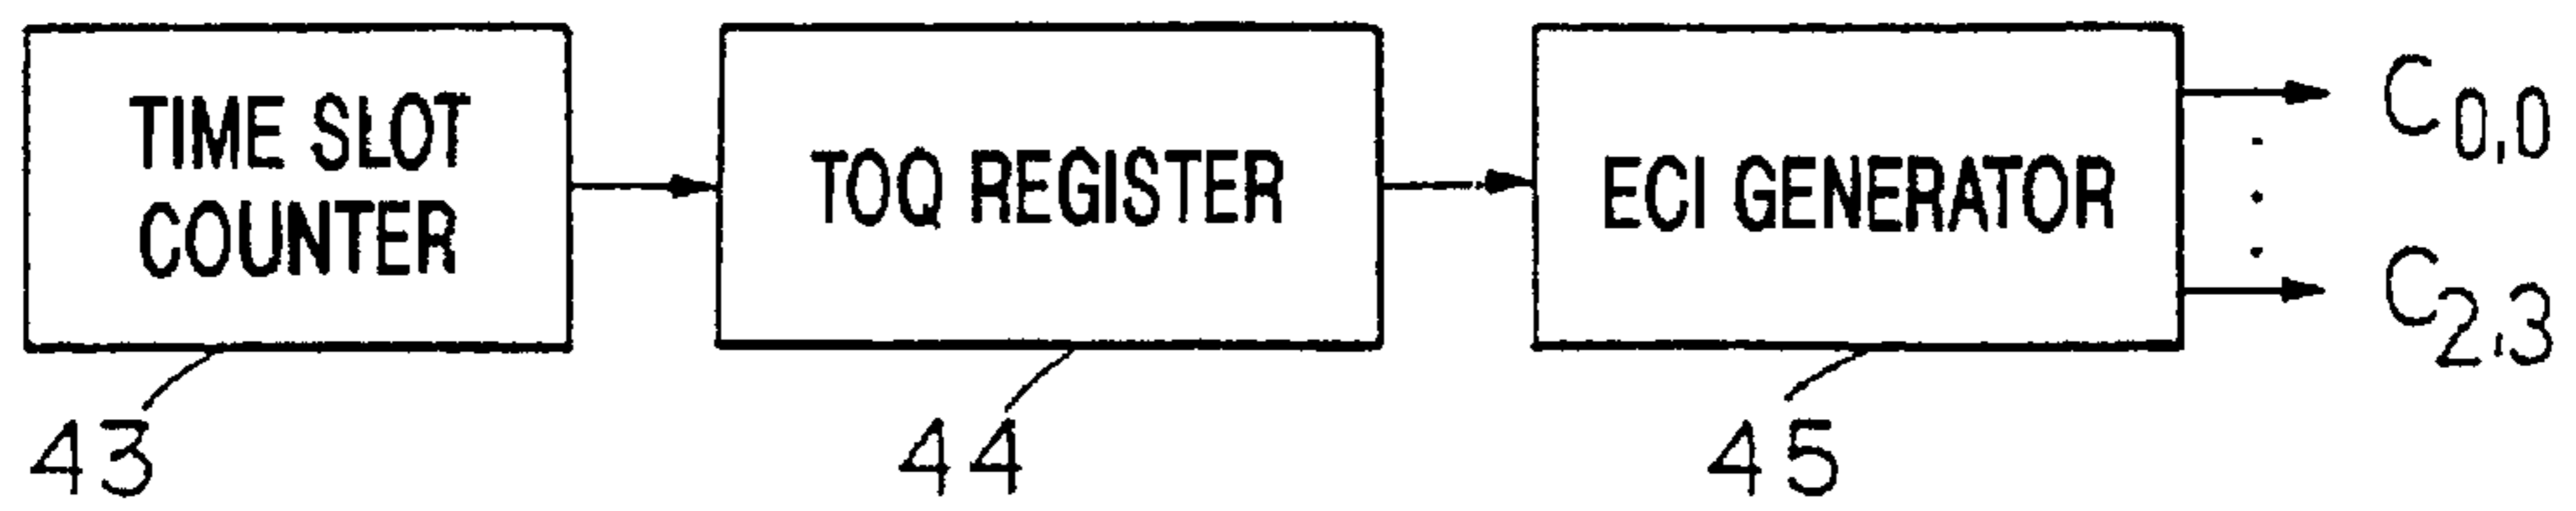 TIME SLOT
COUNTER
TOQ REGISTER
ECI GENERATOR
C0,0
C2,3
43
44
45